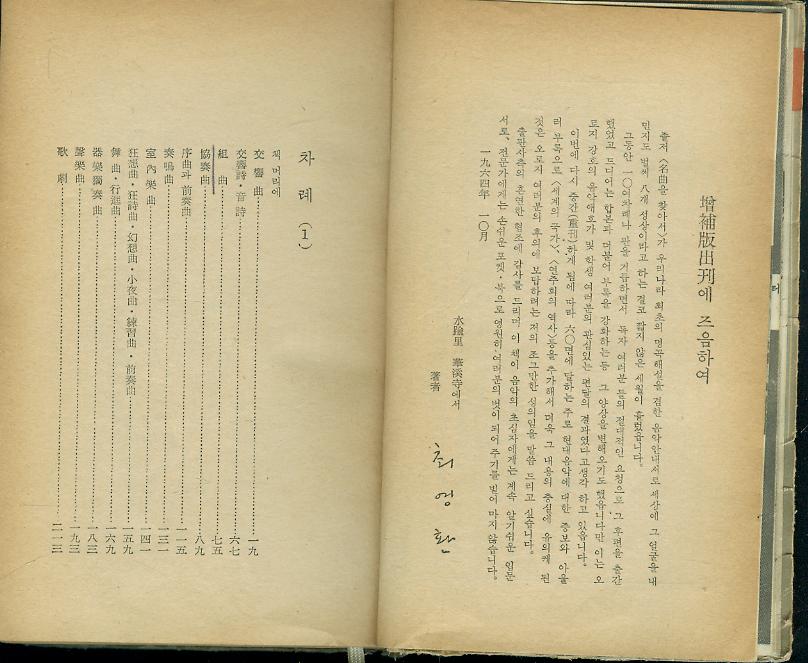 增補版出刊에 즈음하여
졸저 〈名曲을 찾아서〉가 우리나라 최초의 명곡해설을 겸한 음악안내서로 세상에 그 얼굴을 내
민지도 벌써 八개 성상이라고 하는 결코 짧지 않은 세월이 흘렀습니다.
그동안 一○여차례나 판을 거듭하면서 독자 여러분 들의 절대적인 요청으로 그 후편을 출간
했었고 드디어는 합본과 더불어 부록을 강화하는등 그 양상을 변해오기도 했읍니다만 이는 오
로지 강호의 음악애호가 및 학생 여러분의 관심있는 편달의 결과였다고 생각 하고 있읍니다.
이번에 다시 중간(重刊)하게 됨에 따라 六○면에 달하는 주로 현대음악에 대한 증보와 아울
러 부록으로 〈세계의 국가〉、〈연주회의 역사〉등을 추가해서 더욱 그 내용의 충실에 유의케 된
것은 오로지 여러분의 후의에 보답하려는 저의 조그만한 성의임을 말씀 드리고 싶습니다.
출판사측의 흔연한 협조에 감사를 드리며 이 책이 음악의 초심자에게는 계속 알기쉬운 입문
서로、전문가에게는 손쉬운 포켓・북으로 영원히 여러분의 벗이 되어 주기를 빌어 마지 않습니다.
一九六四年 一○月
水踰里 華溪寺에서
著者 최영환
차 례 (1)
책 머리에
交響曲 一九
交響詩・音詩 六七
組曲 七五
協奏曲 八九
序曲과 前奏曲 一一五
奏鳴曲 一三一
室內樂曲 一四一
狂想曲・狂詩曲・幻想曲・小夜曲・練習曲・前奏曲 一五九
舞曲・行進曲 一六九
器樂獨奏曲 一八三
聲樂曲 一九三
歌劇 二一三